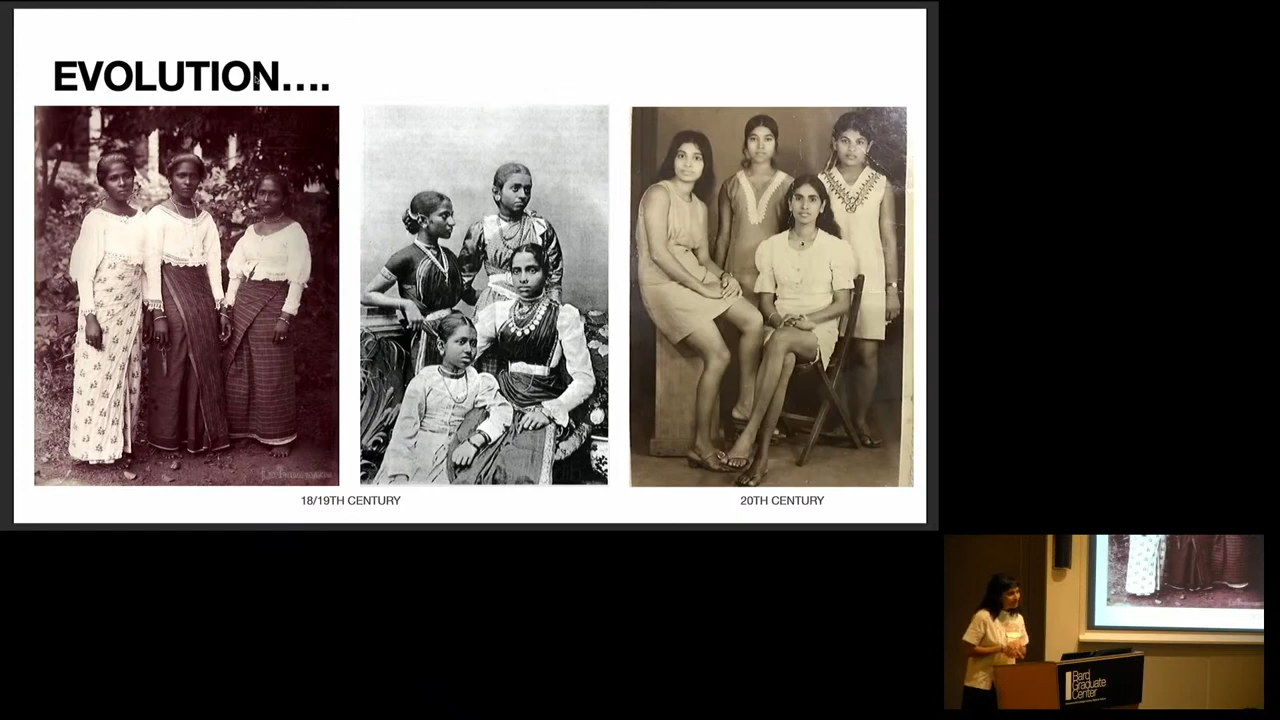 EVOLUTION....
18/19TH CENTURY
20TH CENTURY
Bard
Graduate
Center